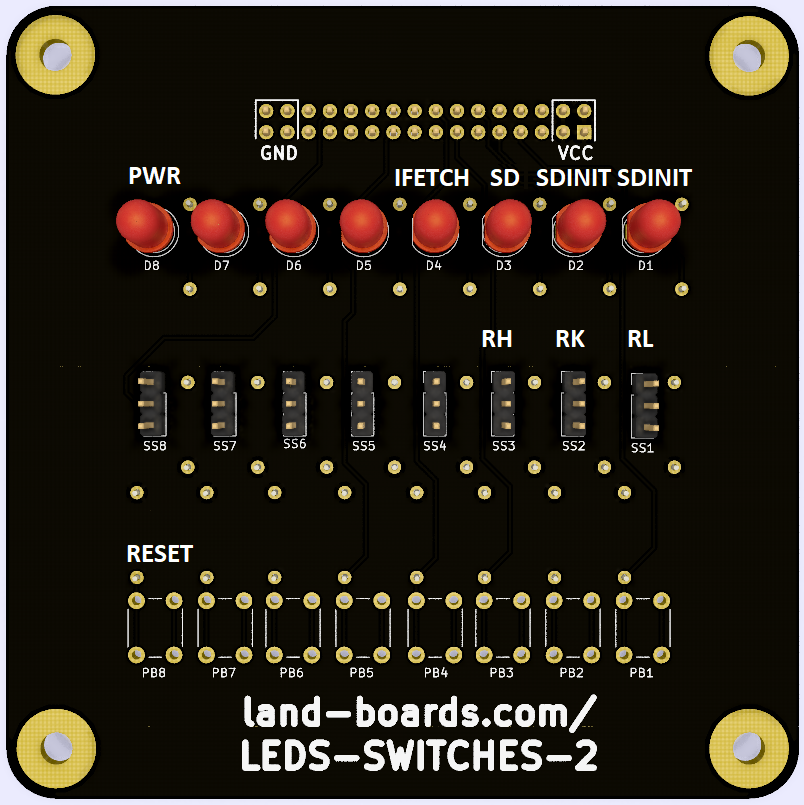 GND VCC
PWR IFETCH SD SDINIT SDINIT
D8 D7 D6 D5 D4 D3 D2 D1
RH RK RL
SS8 SS7 SS6 SS5 SS4 SS3 SS2 SS1
RESET
PB8 PB7 PB6 PB5 PB4 PB3 PB2 PB1
land-boards.com/
LEDS-SWITCHES-2